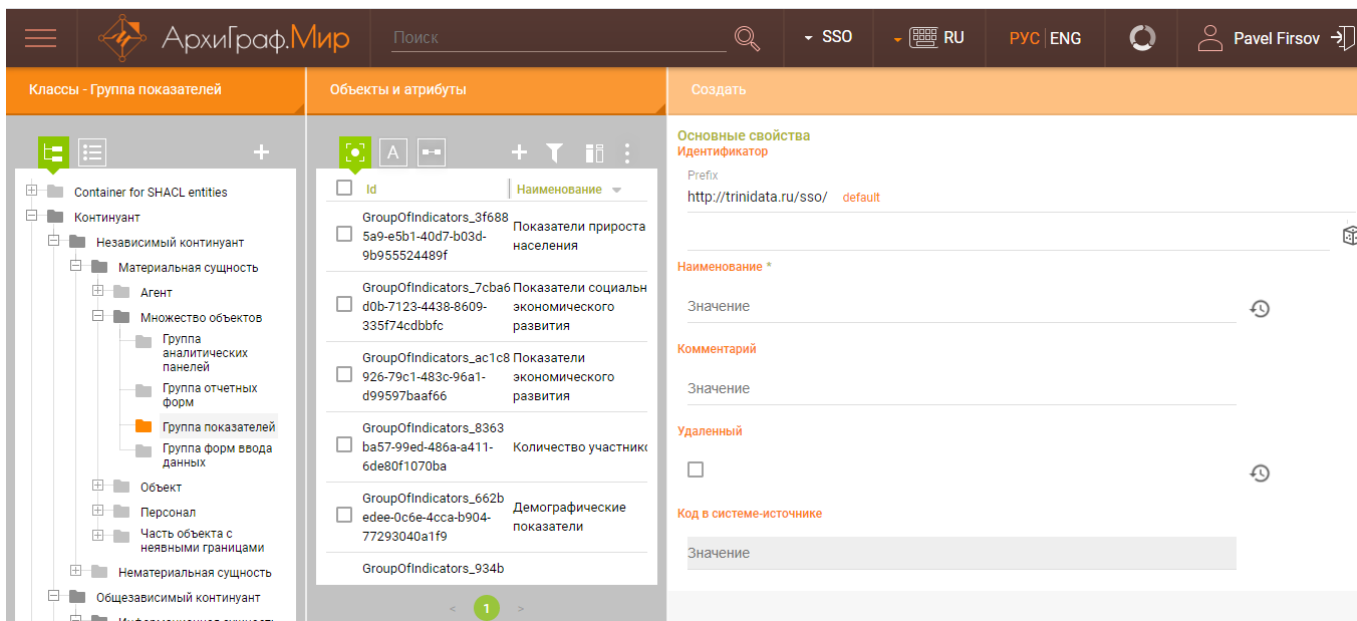 АрхиГраф.Мир
Поиск
SSO
RU
РУС ENG
Pavel Firsov
Классы - Группа показателей
Объекты и атрибуты
Создать
Container for SHACL entities
Континуант
Независимый континуант
Материальная сущность
Агент
Множество объектов
Группа
аналитических
панелей
Группа отчетных
форм
Группа показателей
Группа форм ввода
данных
Объект
Персонал
Часть объекта с
неявными границами
Нематериальная сущность
Общезависимый континуант
A
Id
Наименование
GroupOfIndicators_3f688
5a9-e5b1-40d7-b03d-
9b955524489f
Показатели прироста
населения
GroupOfIndicators_7cba6
d0b-7123-4438-8609-
335f74cdbbfc
Показатели социальн
экономического
развития
GroupOfIndicators_ac1c8
926-79c1-483c-96a1-
d99597baaf66
Показатели
экономического
развития
GroupOfIndicators_8363
ba57-99ed-486a-a411-
6de80f1070ba
Количество участникс
GroupOfIndicators_662b
edee-0c6e-4cca-b904-
77293040a1f9
Демографические
показатели
GroupOfIndicators_934b
< 1 >
Основные свойства
Идентификатор
Prefix
http://trinidata.ru/sso/ default
Наименование *
Значение
Комментарий
Значение
Удаленный
Код в системе-источнике
Значение